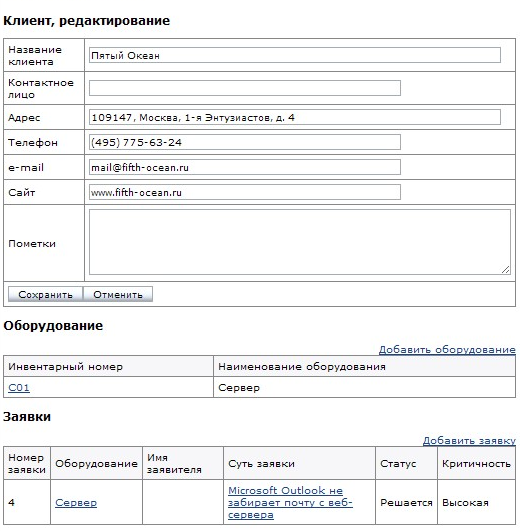 Клиент, редактирование
Название
клиента
Пятый Океан
Контактное
лицо
Адрес
109147, Москва, 1-я Энтузиастов, д. 4
Телефон
(495) 775-63-24
e-mail
mail@fifth-ocean.ru
Сайт
www.fifth-ocean.ru
Пометки
Сохранить Отменить
Оборудование
Добавить оборудование
Инвентарный номер Наименование оборудования
С01 Сервер
Заявки
Добавить заявку
Номер
заявки
Оборудование
Имя
заявителя
Суть заявки
Статус
Критичность
4
Сервер
Microsoft Outlook не
забирает почту с веб-
сервера
Решается
Высокая